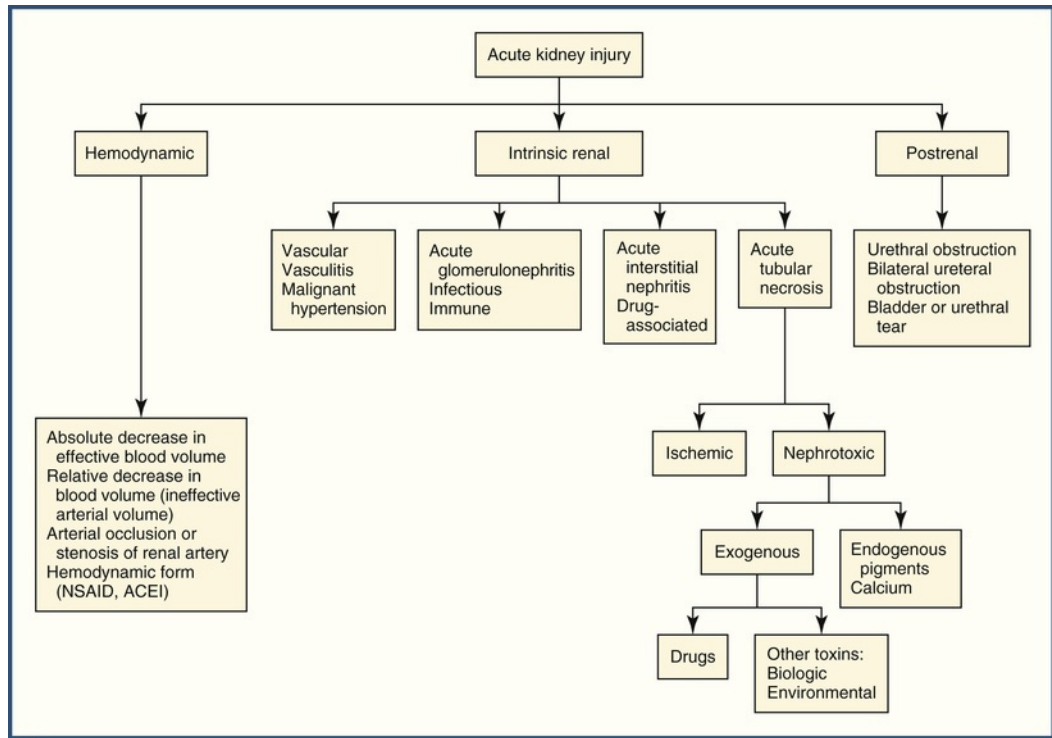 Acute kidney injury
Hemodynamic
Intrinsic renal
Postrenal
Vascular
Vasculitis
Malignant
hypertension
Acute
glomerulonephritis
Infectious
Immune
Acute
interstitial
nephritis
Drug-
associated
Acute
tubular
necrosis
Urethral obstruction
Bilateral ureteral
obstruction
Bladder or urethral
tear
Absolute decrease in
effective blood volume
Relative decrease in
blood volume (ineffective
arterial volume)
Arterial occlusion or
stenosis of renal artery
Hemodynamic form
(NSAID, ACEI)
Ischemic
Nephrotoxic
Exogenous
Endogenous
pigments
Calcium
Drugs
Other toxins:
Biologic
Environmental